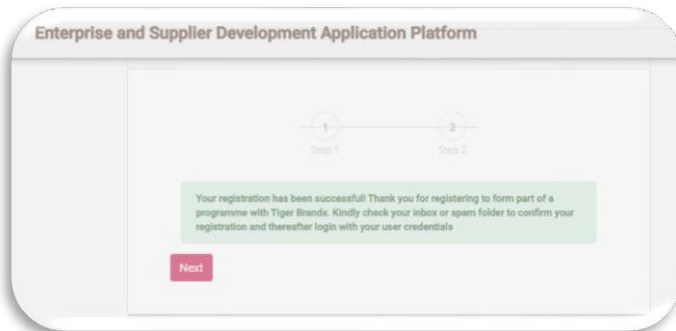 Enterprise and Supplier Development Application Platform
1
2
Step 1
Step 2
Your registration has been successful! Thank you for registering to form part of a
programme with Tiger Brands. Kindly check your inbox or spam folder to confirm your
registration and thereafter login with your user credentials
Next